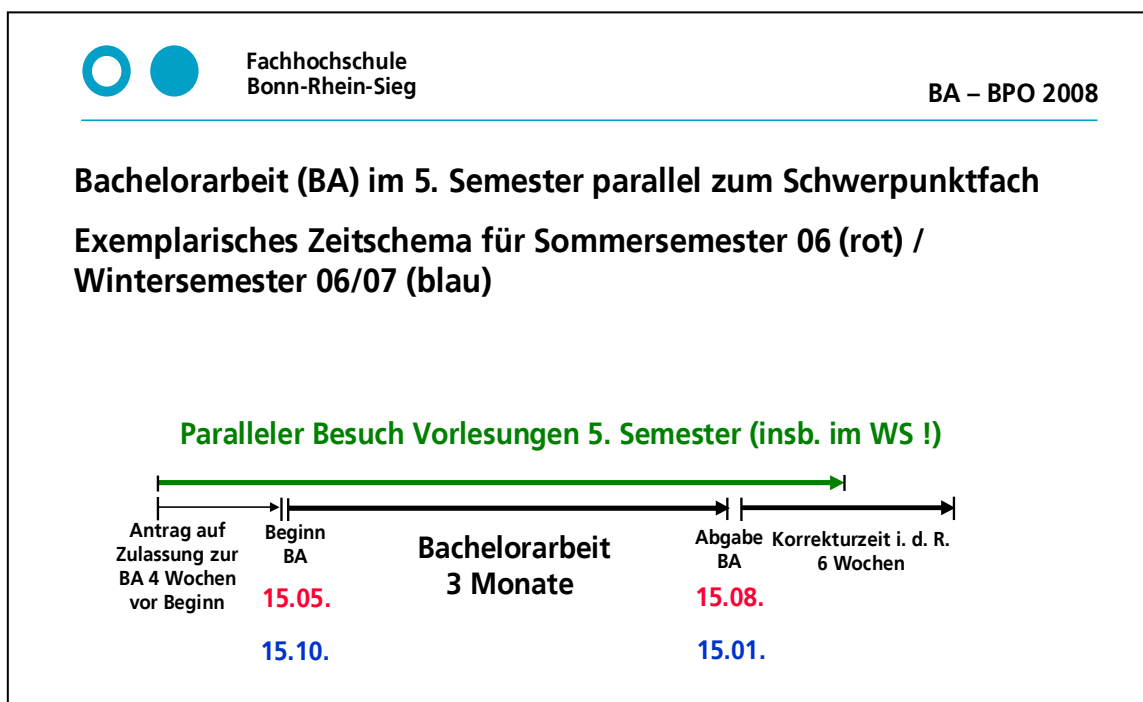 Fachhochschule
Bonn-Rhein-Sieg
BA – BPO 2008
Bachelorarbeit (BA) im 5. Semester parallel zum Schwerpunktfach
Exemplarisches Zeitschema für Sommersemester 06 (rot) /
Wintersemester 06/07 (blau)
Paralleler Besuch Vorlesungen 5. Semester (insb. im WS !)
Antrag auf
Zulassung zur
BA 4 Wochen
vor Beginn
Beginn
BA
15.05.
15.10.
Bachelorarbeit
3 Monate
Abgabe
BA
15.08.
15.01.
Korrekturzeit i. d. R.
6 Wochen